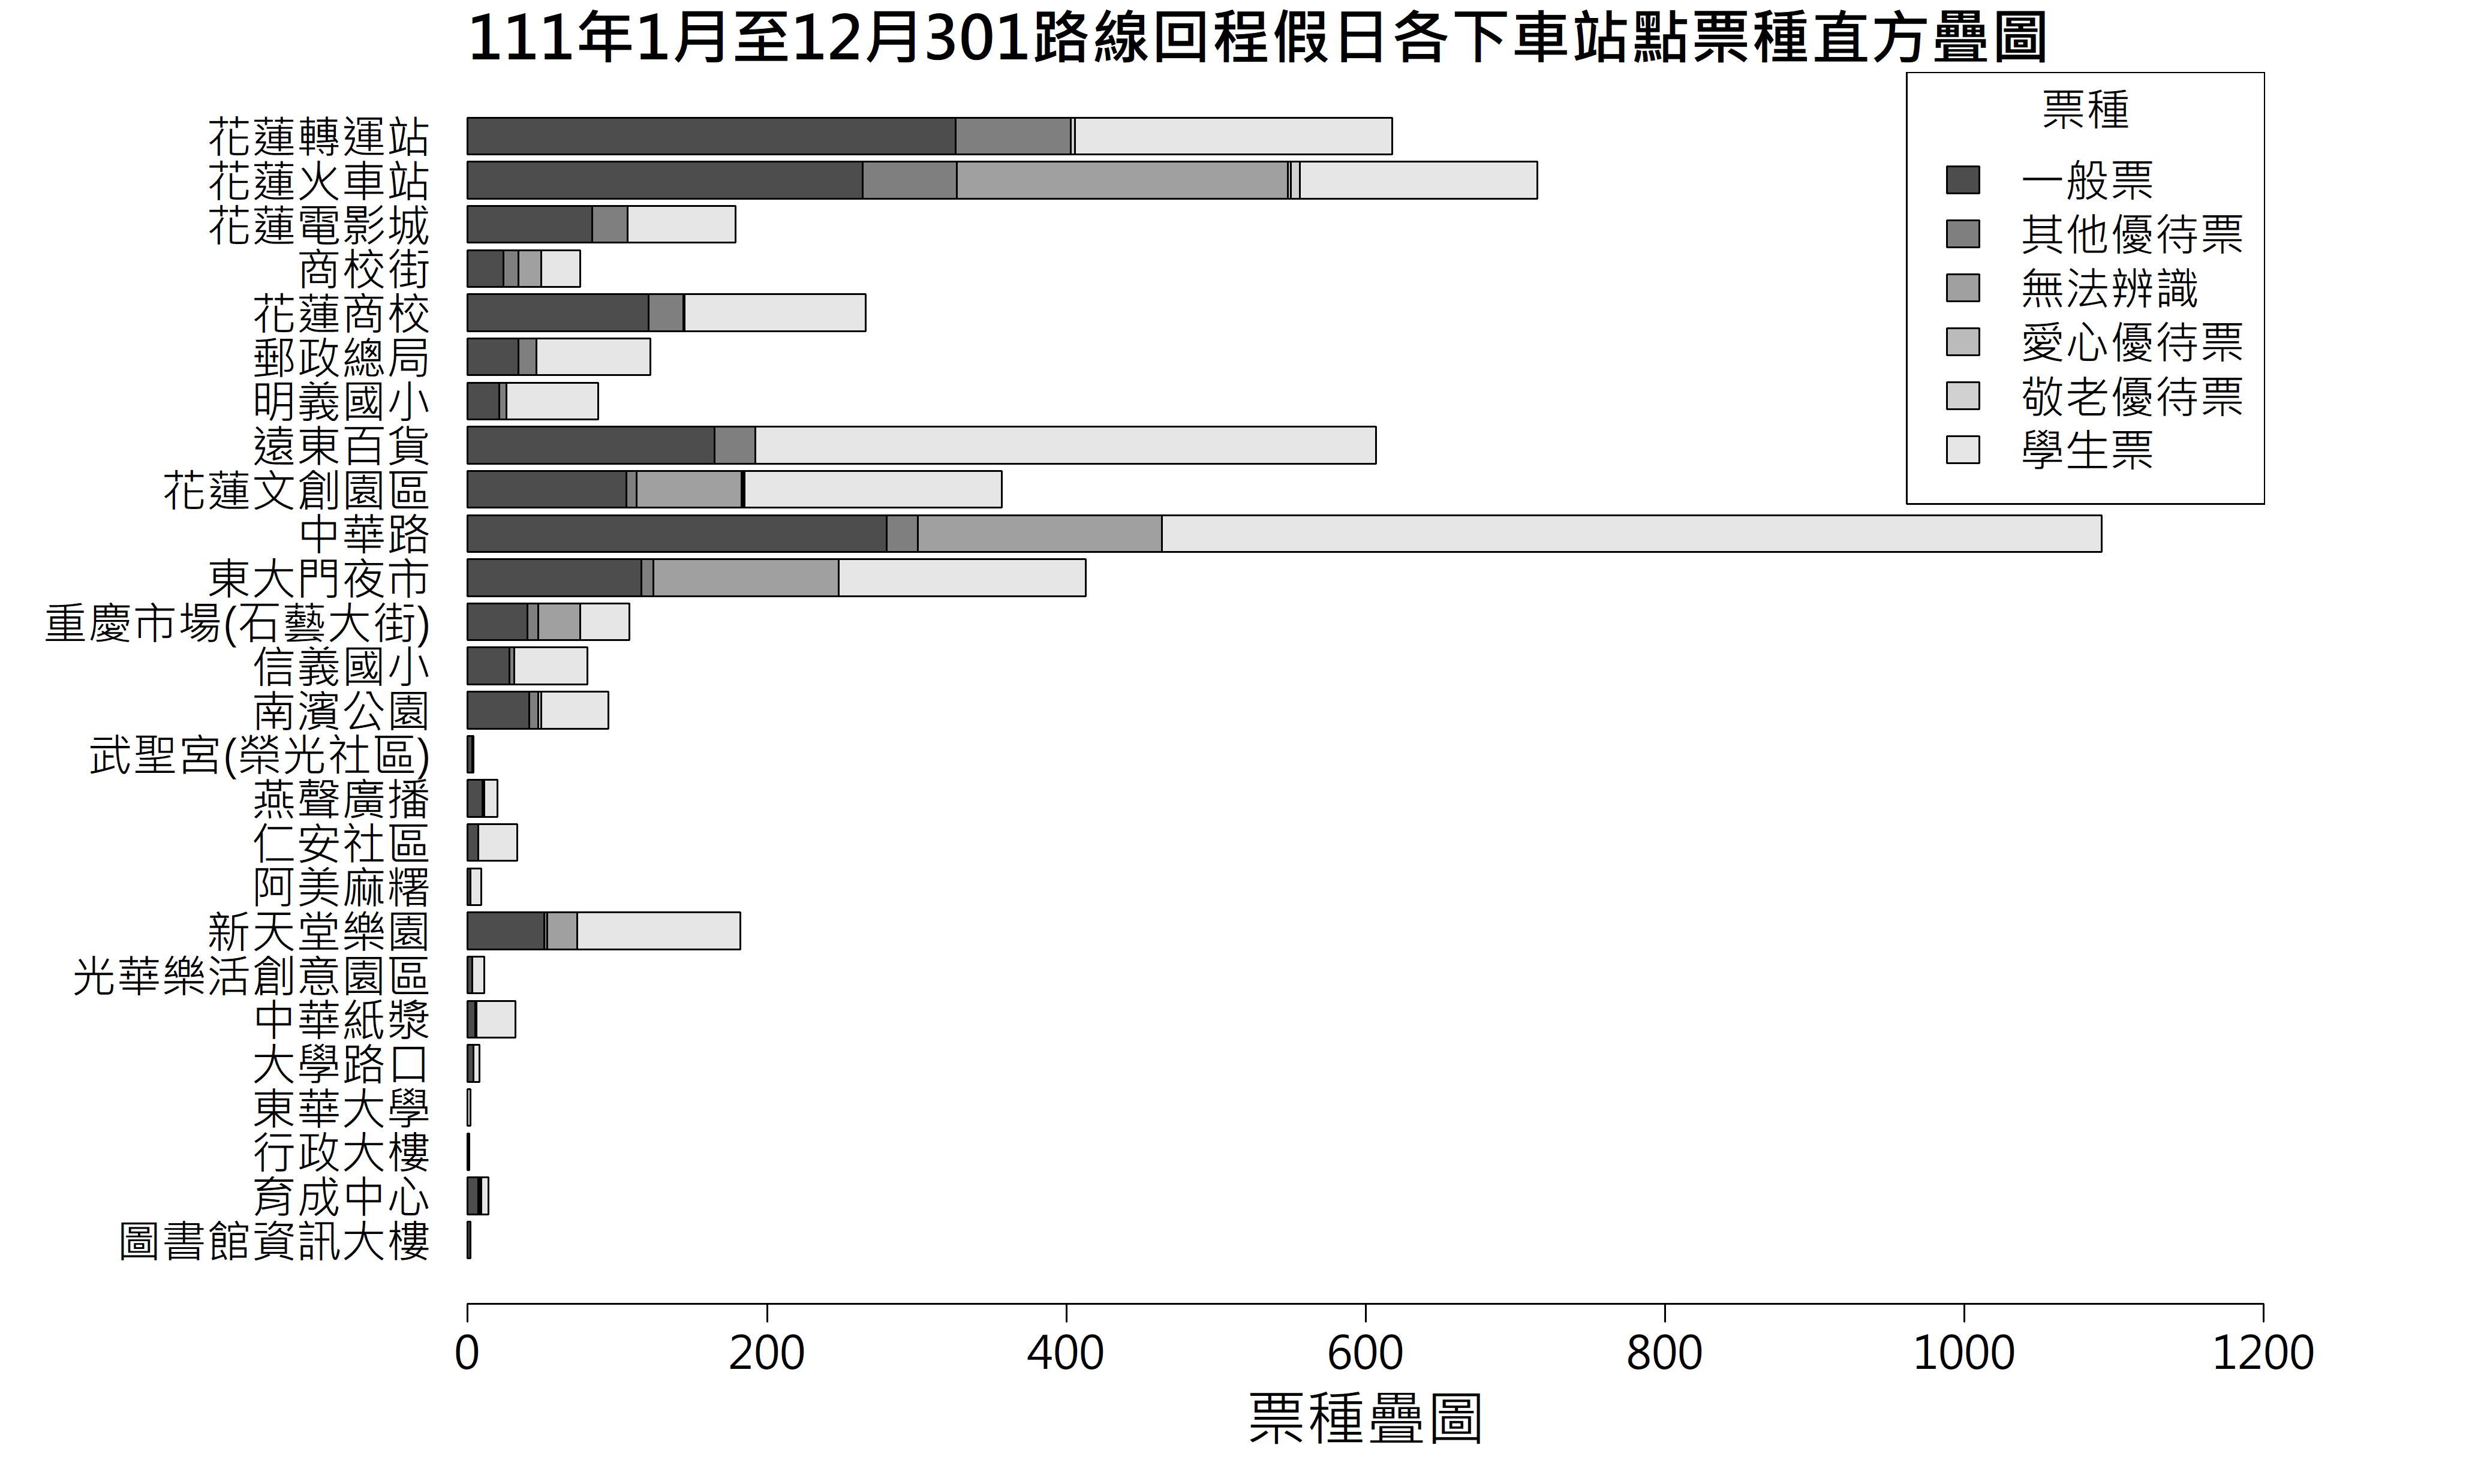 111年1月至12月301路線回程假日各下車站點票種直方疊圖
票種
一般票
其他優待票
無法辨識
愛心優待票
敬老優待票
學生票
花蓮轉運站
花蓮火車站
花蓮電影城
商校街
花蓮商校
郵政總局
明義國小
遠東百貨
花蓮文創園區
中華路
東大門夜市
重慶市場(石藝大街)
信義國小
南濱公園
武聖宮(榮光社區)
燕聲廣播
仁安社區
阿美麻糬
新天堂樂園
光華樂活創意園區
中華紙漿
大學路口
東華大學
行政大樓
育成中心
圖書館資訊大樓
0 200 400 600 800 1000 1200
票種疊圖